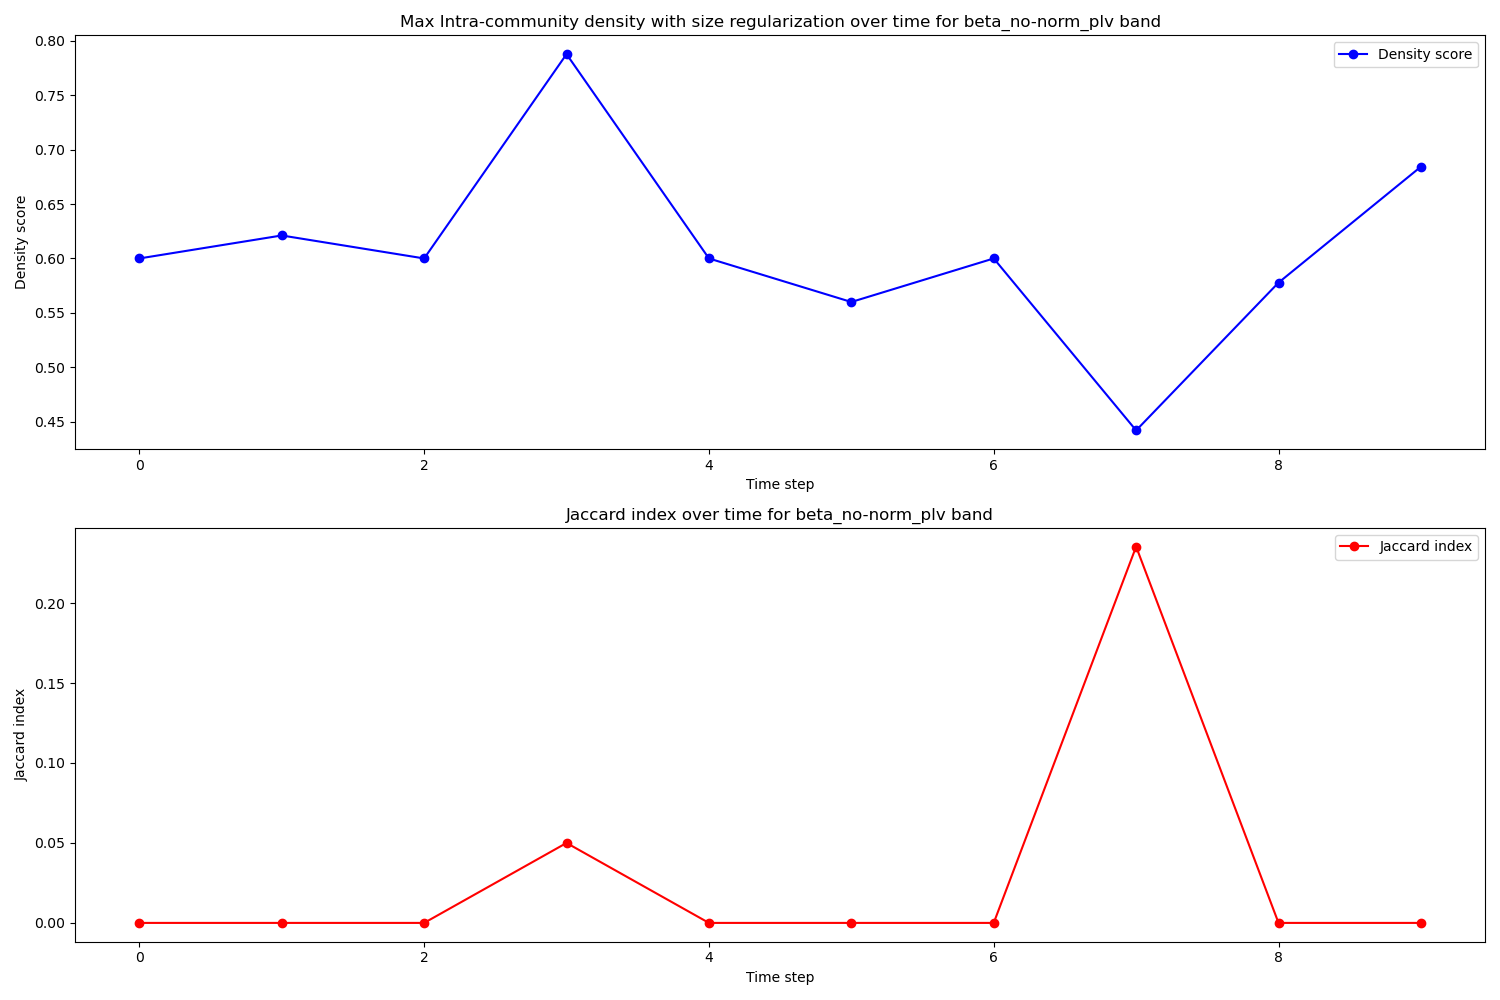 Max Intra-community density with size regularization over time for beta_no-norm_plv band
Density score
0.80
0.75
0.70
0.65
0.60
0.55
0.50
0.45
Density score
0
2
4
6
8
Time step
Jaccard index over time for beta_no-norm_plv band
Jaccard index
0.20
0.15
0.10
0.05
0.00
Jaccard index
0
2
4
6
8
Time step